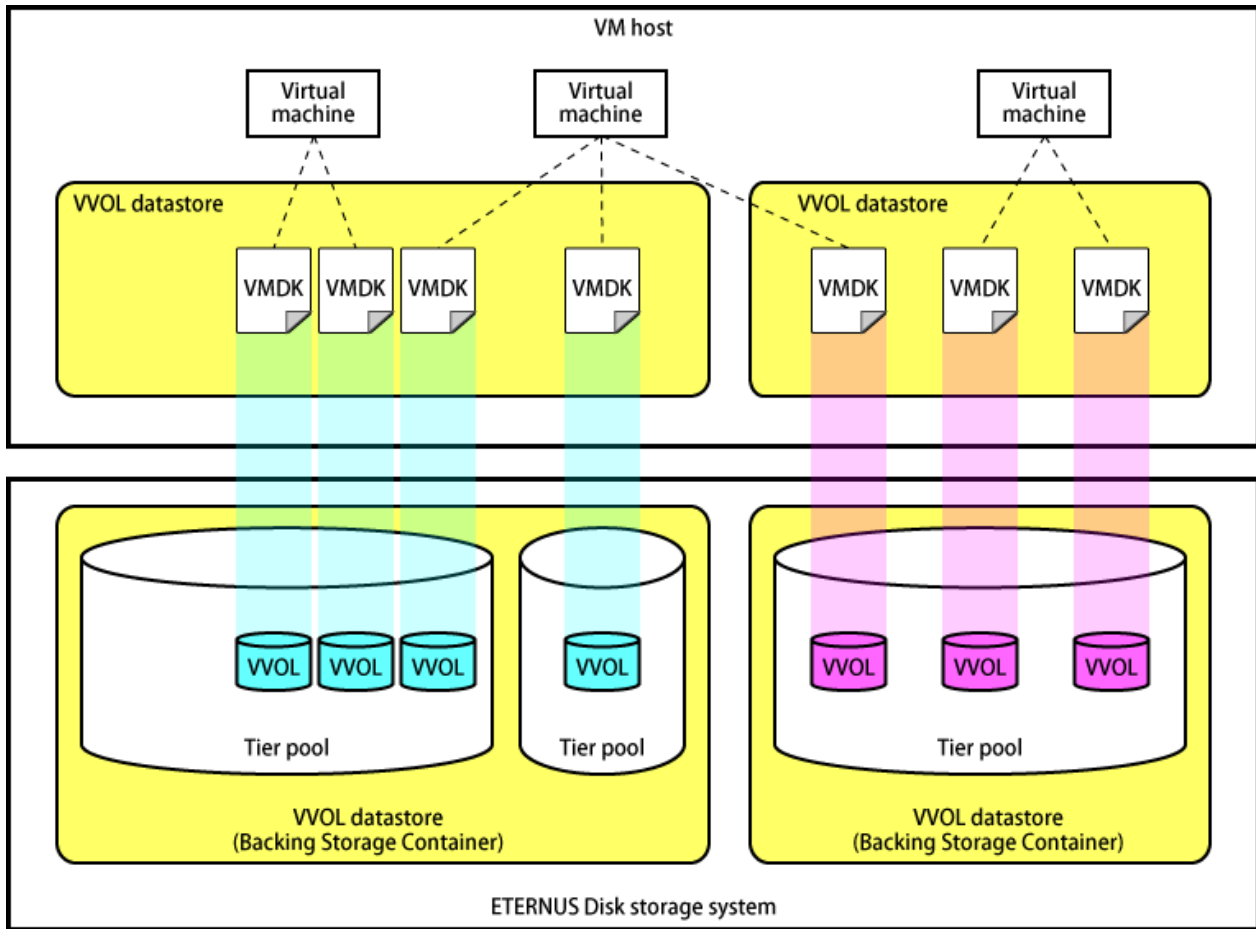 VM host
Virtual
machine
Virtual
machine
Virtual
machine
VVOL datastore
VVOL datastore
VMDK
VMDK
VMDK
VMDK
VMDK
VMDK
VMDK
VVOL
VVOL
VVOL
VVOL
VVOL
VVOL
VVOL
Tier pool
Tier pool
Tier pool
VVOL datastore
(Backing Storage Container)
VVOL datastore
(Backing Storage Container)
ETERNUS Disk storage system